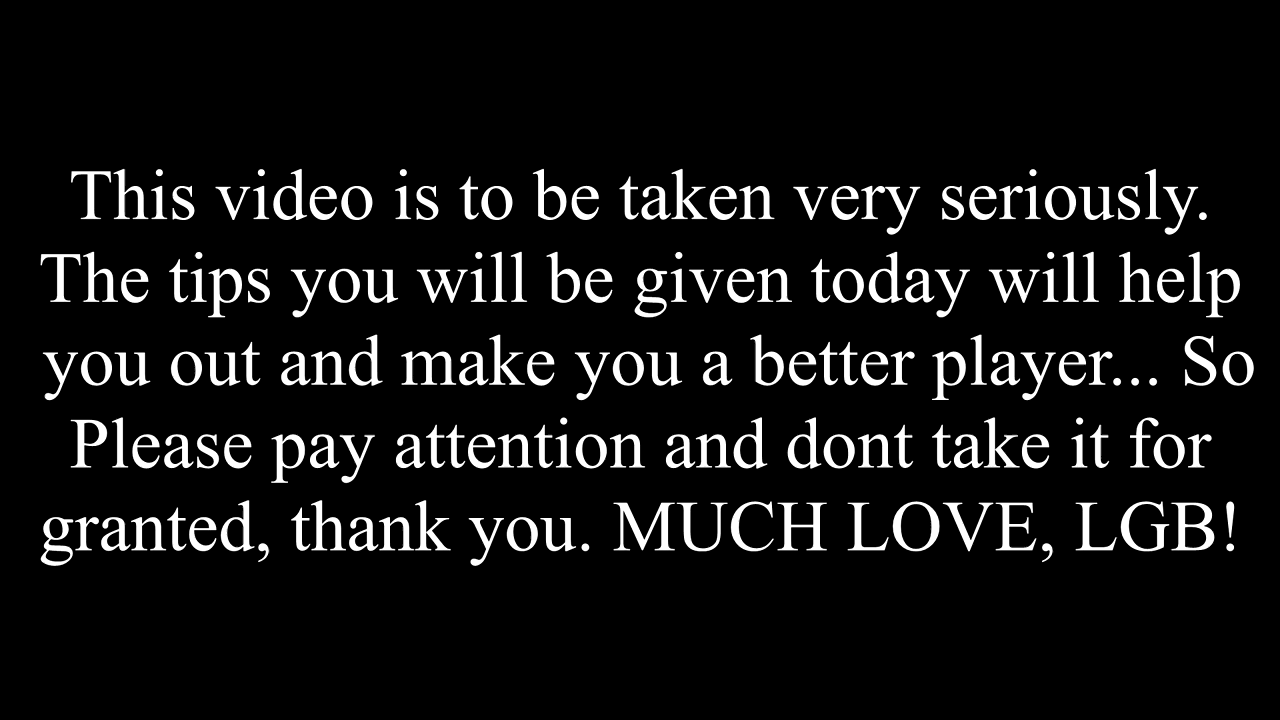 This video is to be taken very seriously.
The tips you will be given today will help
you out and make you a better player... So
Please pay attention and dont take it for
granted, thank you. MUCH LOVE, LGB!